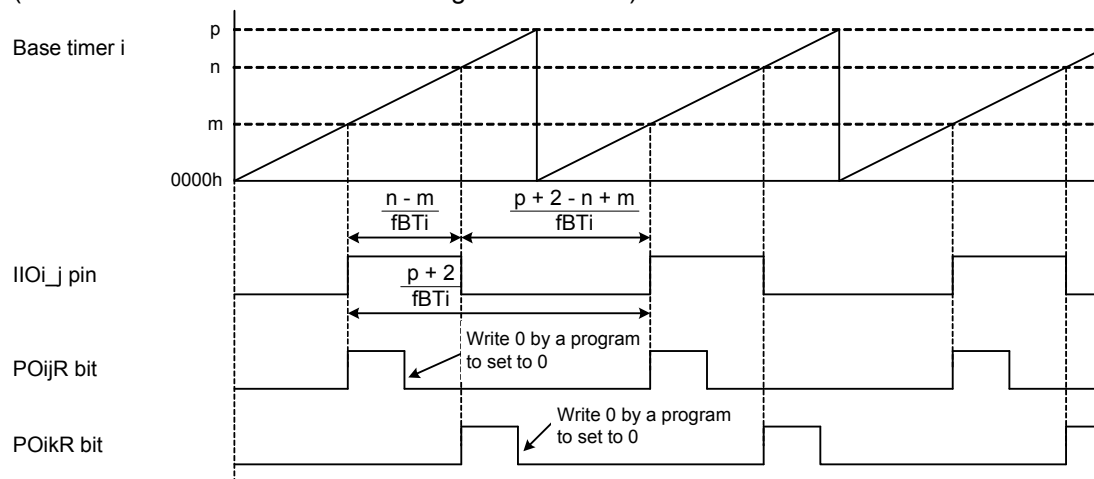 Base timer i
p
n
m
0000h
n - m
fBTi
p + 2 - n + m
fBTi
IIOi_j pin
p + 2
fBTi
Write 0 by a program
to set to 0
POijR bit
Write 0 by a program
to set to 0
POikR bit